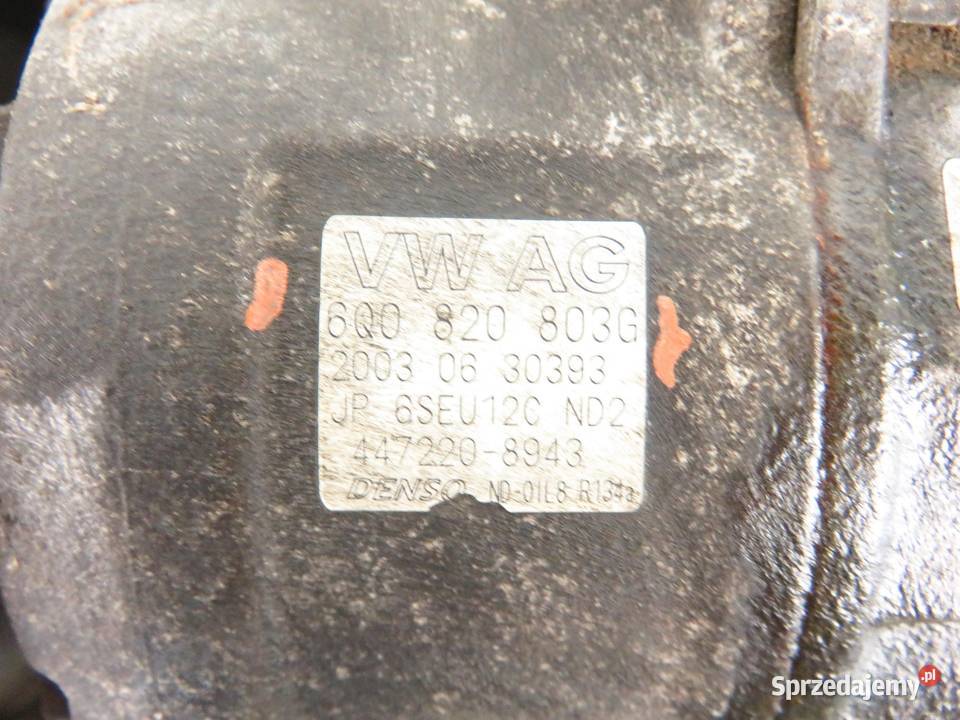 VW AG
6Q0 820 803G
2003 06 30393
JP 6SEU12C ND2
447220-8943
DENSO ND-OIL8 R134a
Sprzedajemy.pl